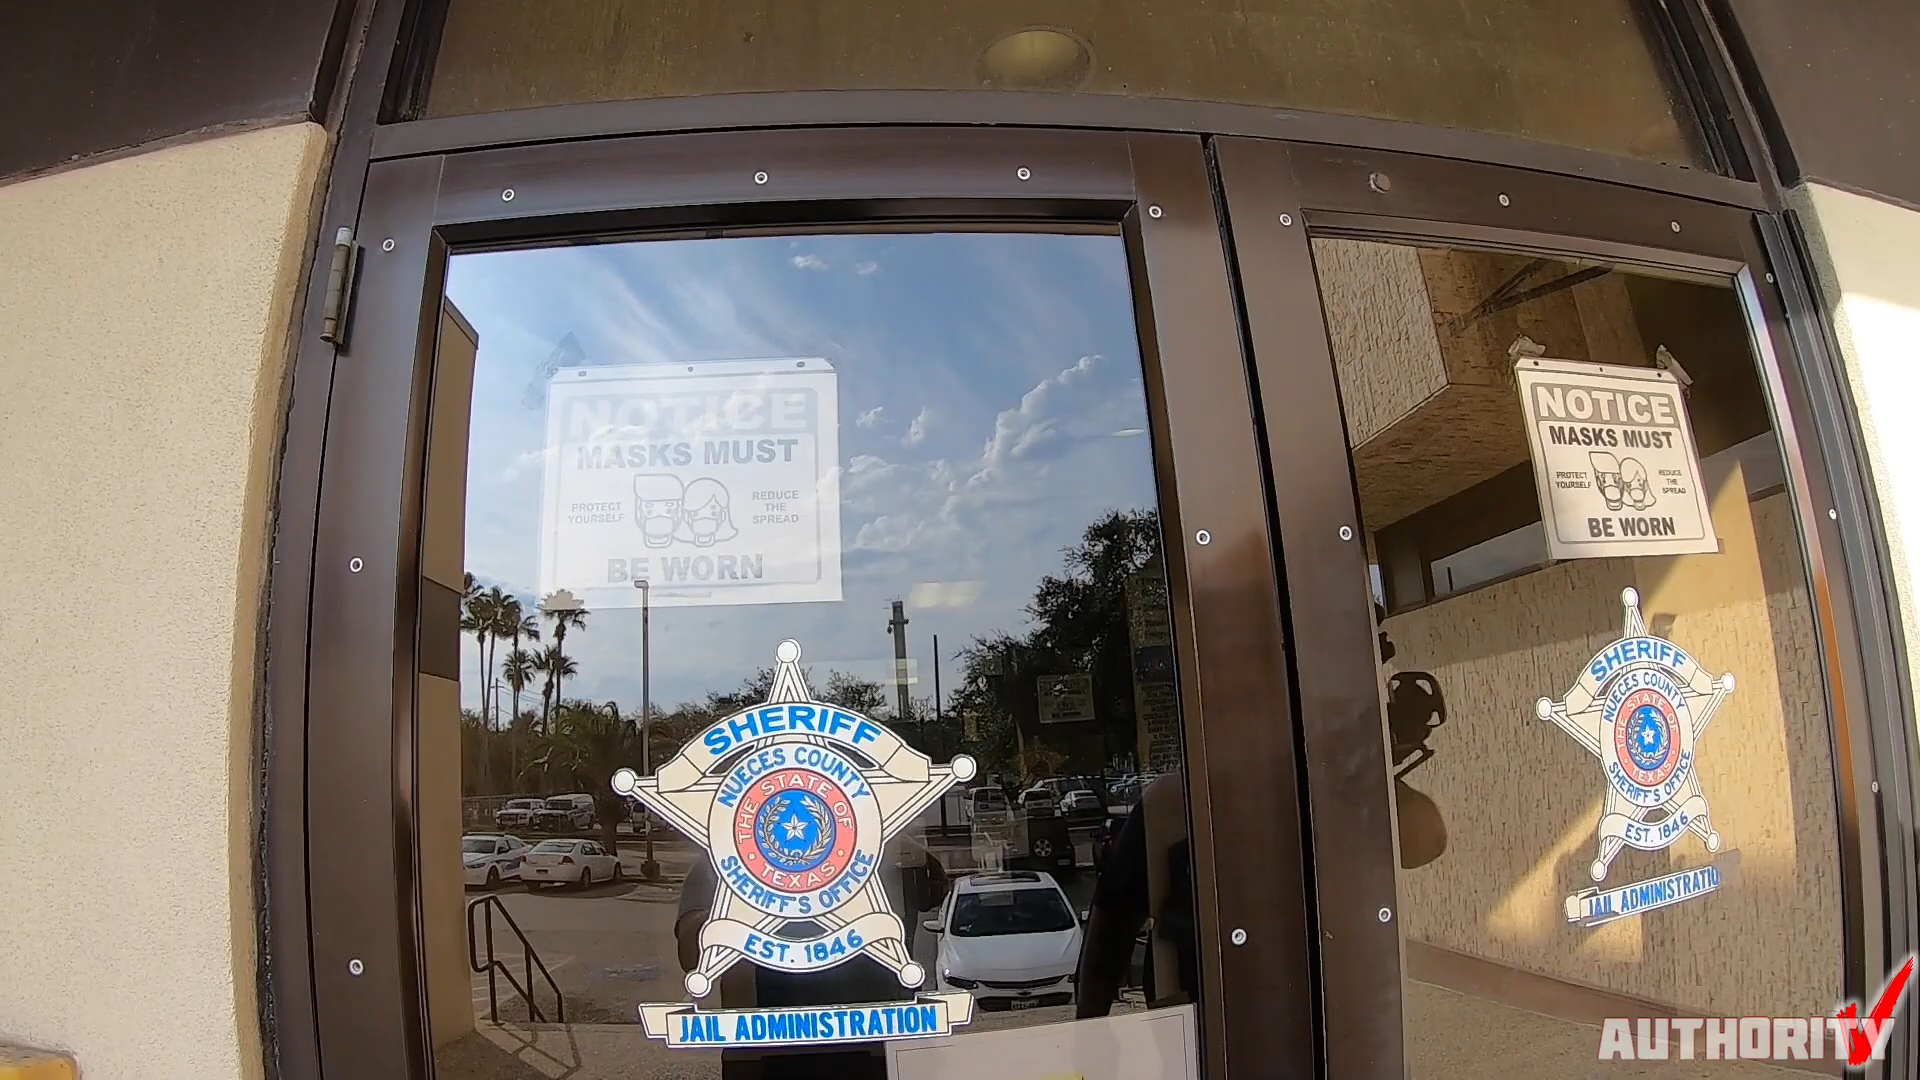 NOTICE
MASKS MUST
PROTECT
YOURSELF
REDUCE
THE
SPREAD
BE WORN
SHERIFF
NUECES COUNTY
THE STATE OF
TEXAS
SHERIFF'S OFFICE
EST. 1846
JAIL ADMINISTRATION
NOTICE
MASKS MUST
PROTECT
YOURSELF
REDUCE
THE
SPREAD
BE WORN
SHERIFF
NUECES COUNTY
THE STATE OF
TEXAS
SHERIFF'S OFFICE
EST. 1846
JAIL ADMINISTRATIO
AUTHORITY